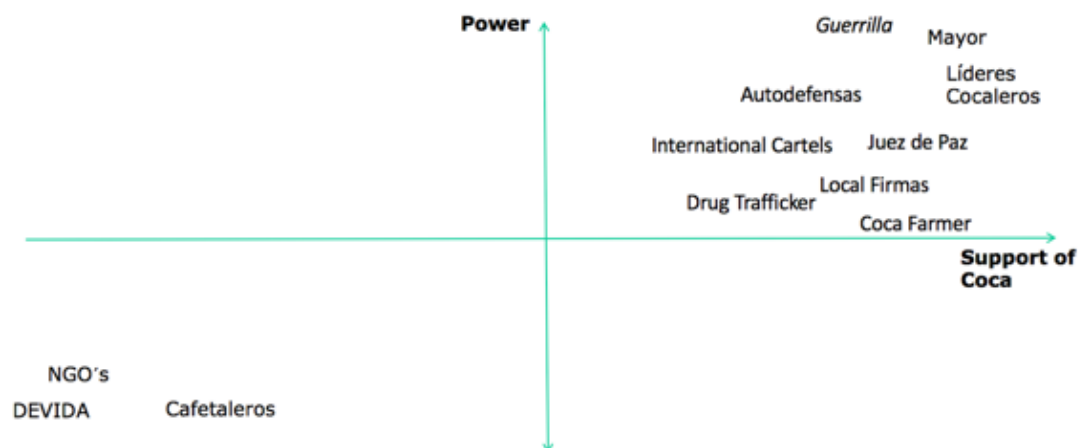 Power
Guerrilla
Mayor
Líderes
Cocaleros
Autodefensas
International Cartels
Juez de Paz
Local Firmas
Drug Trafficker
Coca Farmer
Support of
Coca
NGO´s
DEVIDA
Cafetaleros